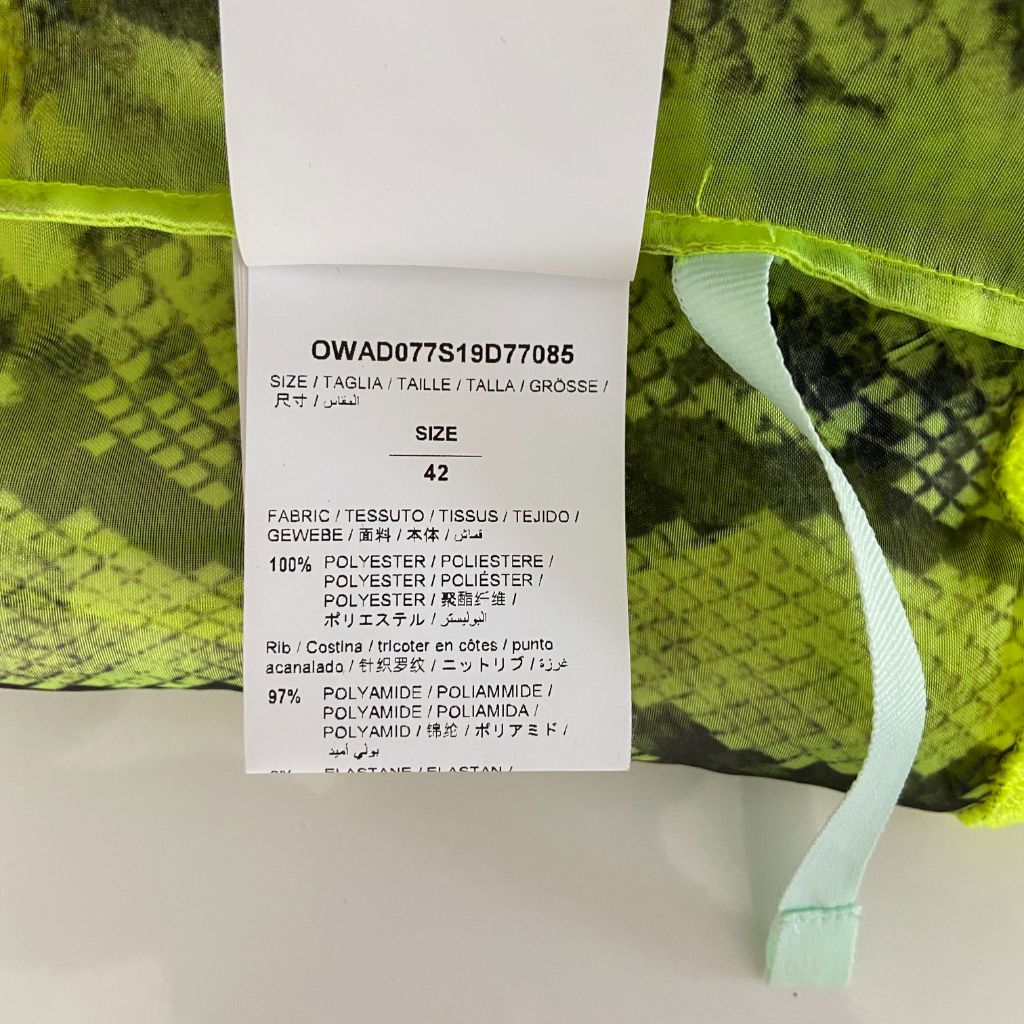 OWAD077S19D77085
SIZE / TAGLIA / TAILLE / TALLA / GRÖSSE /
尺寸 / المقاس
SIZE
42
FABRIC / TESSUTO / TISSUS / TEJIDO /
GEWEBE / 面料 / 本体 / قماش
100% POLYESTER / POLIESTERE /
POLYESTER / POLIÉSTER /
POLYESTER / 聚酯纤维 /
ポリエステル / البوليستر
Rib / Costina / tricoter en côtes / punto
acanalado / 针织罗纹 / ニットリブ / غرزة
97% POLYAMIDE / POLIAMMIDE /
POLYAMIDE / POLIAMIDA /
POLYAMID / 锦纶 / ポリアミド /
بولي أميد
ELASTANE / ELASTAN /